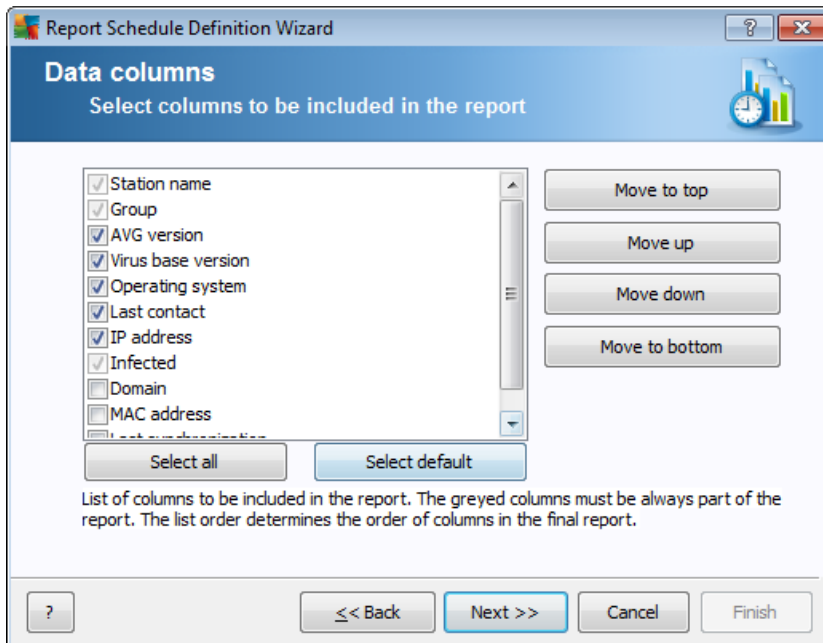 Report Schedule Definition Wizard
?
Data columns
Select columns to be included in the report
Station name
Group
AVG version
Virus base version
Operating system
Last contact
IP address
Infected
Domain
MAC address
Last synchronization
Move to top
Move up
Move down
Move to bottom
Select all
Select default
List of columns to be included in the report. The greyed columns must be always part of the
report. The list order determines the order of columns in the final report.
?
<< Back
Next >>
Cancel
Finish